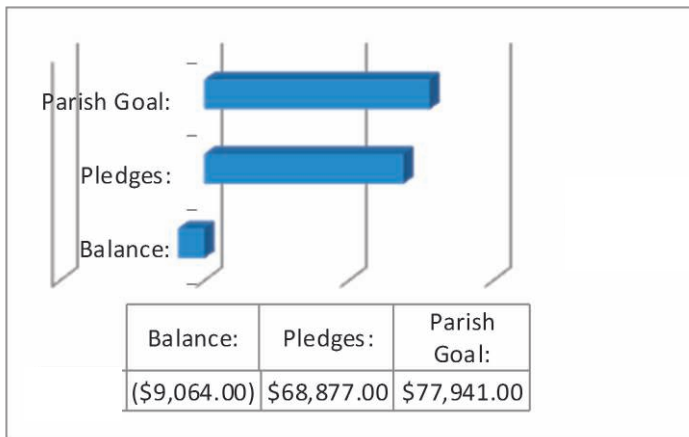 Parish Goal:
Pledges:
Balance:
Balance: Pledges: Parish Goal:
($9,064.00) $68,877.00 $77,941.00